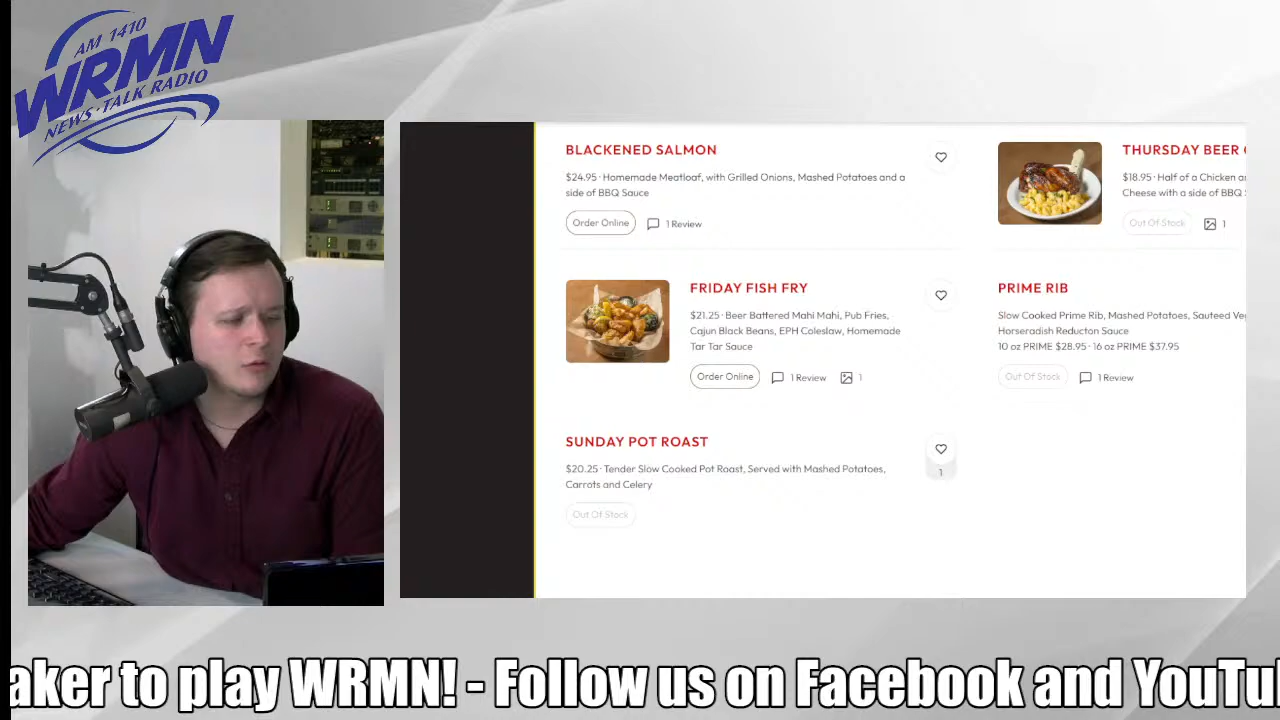 AM 1410
WRMN
NEWS·TALK RADIO
BLACKENED SALMON
$24.95 · Homemade Meatloaf, with Grilled Onions, Mashed Potatoes and a
side of BBQ Sauce
Order Online
1 Review
THURSDAY BEER
$18.95 · Half of a Chicken
Cheese with a side of BBQ
Out Of Stock
1
FRIDAY FISH FRY
$21.25 · Beer Battered Mahi Mahi, Pub Fries,
Cajun Black Beans, EPH Coleslaw, Homemade
Tar Tar Sauce
Order Online
1 Review
1
PRIME RIB
Slow Cooked Prime Rib, Mashed Potatoes, Sauteed
Horseradish Reducton Sauce
10 oz PRIME $28.95 · 16 oz PRIME $37.95
Out Of Stock
1 Review
SUNDAY POT ROAST
1
$20.25 · Tender Slow Cooked Pot Roast, Served with Mashed Potatoes,
Carrots and Celery
Out Of Stock
aker to play WRMN! - Follow us on Facebook and YouTu